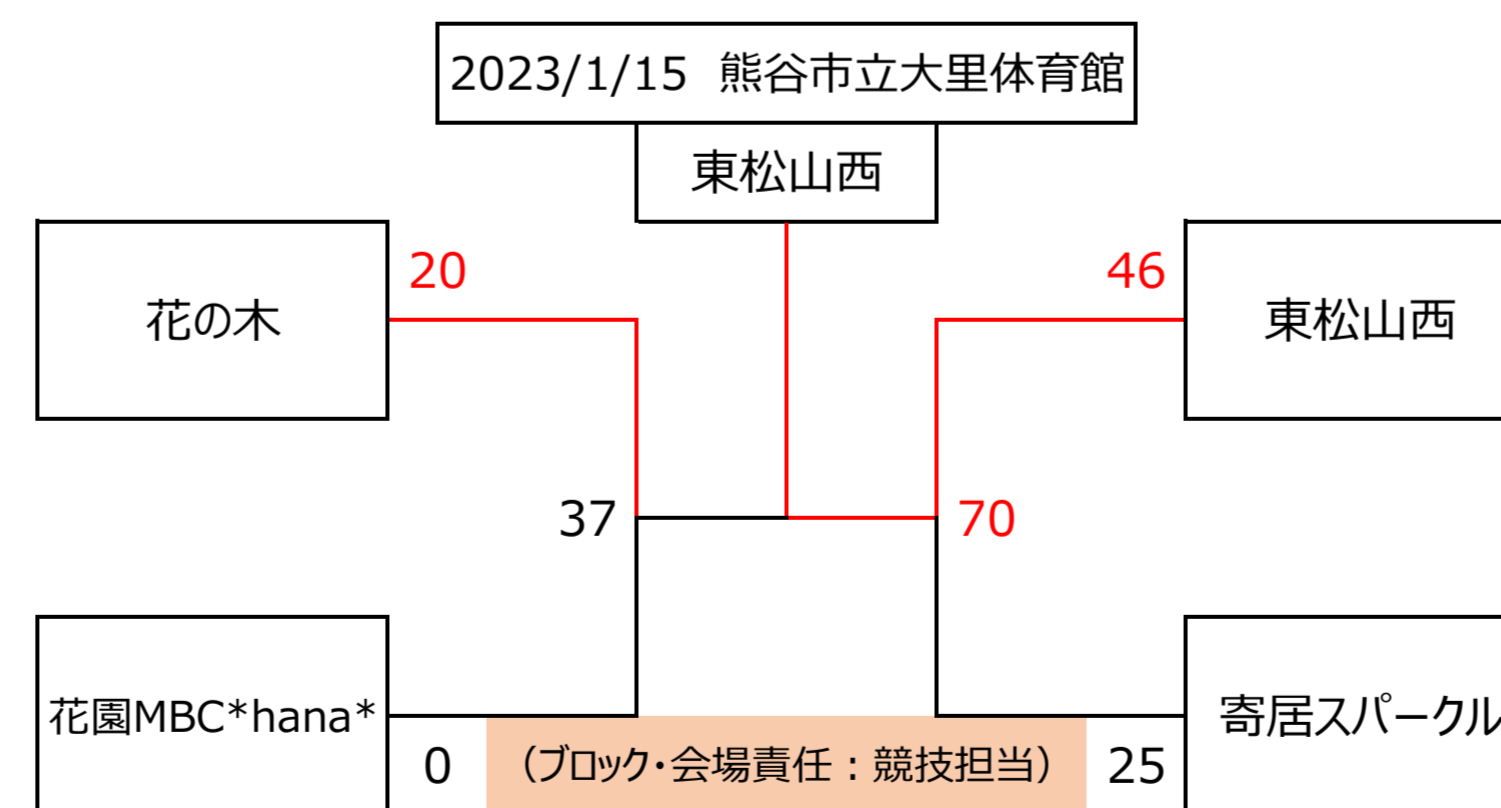 2023/1/15 熊谷市立大里体育館
東松山西
20
46
花の木
東松山西
37
70
花園MBC*hana*
寄居スパークル
0
（ブロック・会場責任：競技担当）
25